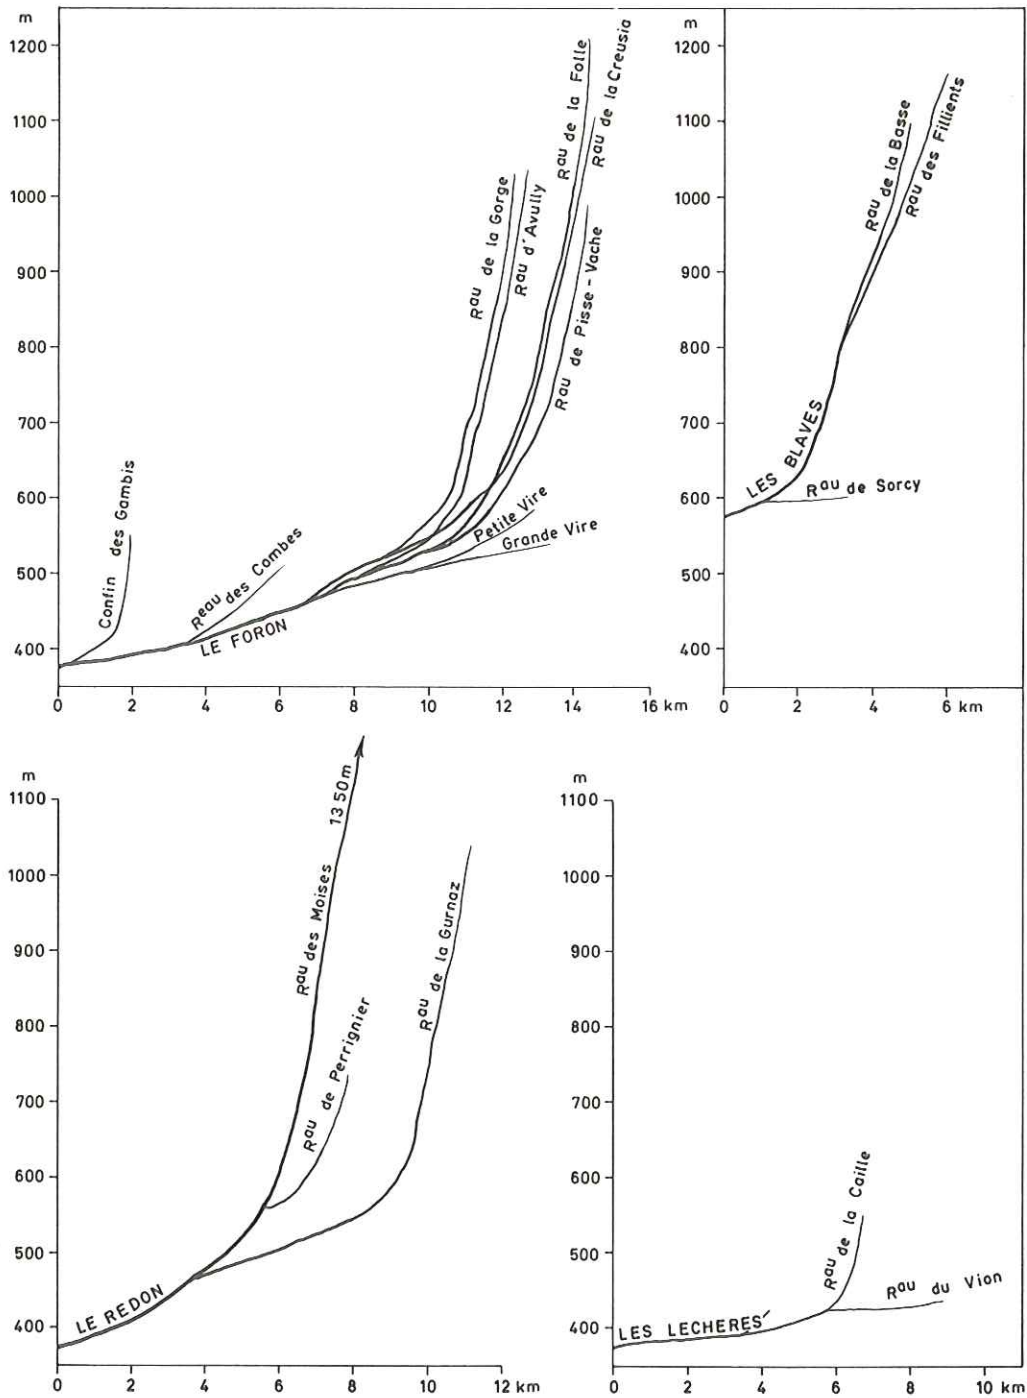 m
1200
1100
1000
900
800
700
600
500
400
0
2
4
6
8
10
12
14
16 km
Confin des Gambis
Reau des Combes
LE FORON
Rau de la Gorge
Rau d'Avully
Rau de la Folle
Rau de la Creusia
Rau de Pisse-Vache
Petite Vire
Grande Vire
m
1200
1100
1000
900
800
700
600
500
400
0
2
4
6 km
LES BLAVES
Rau de Sorcy
Rau de la Basse
Rau des Fillients
m
1100
1000
900
800
700
600
500
400
0
2
4
6
8
10
12 km
LE REDON
Rau des Moises
1350m
Rau de Perrignier
Rau de la Gurnaz
m
1100
1000
900
800
700
600
500
400
0
2
4
6
8
10 km
LES LECHERES
Rau de la Caille
Rau du Vion